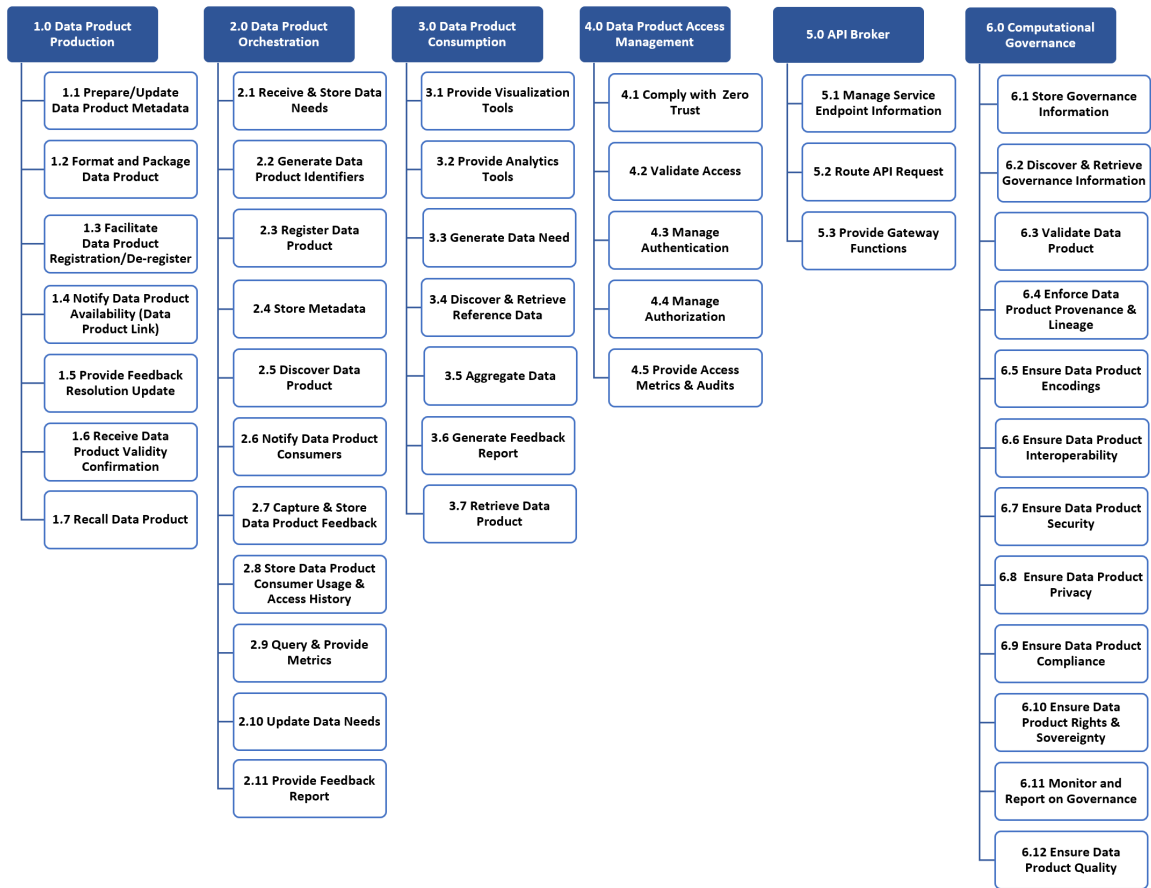 1.0 Data Product
Production
1.1 Prepare/Update
Data Product Metadata
1.2 Format and Package
Data Product
1.3 Facilitate
Data Product
Registration/De-register
1.4 Notify Data Product
Availability (Data
Product Link)
1.5 Provide Feedback
Resolution Update
1.6 Receive Data
Product Validity
Confirmation
1.7 Recall Data Product
2.0 Data Product
Orchestration
2.1 Receive & Store Data
Needs
2.2 Generate Data
Product Identifiers
2.3 Register Data
Product
2.4 Store Metadata
2.5 Discover Data
Product
2.6 Notify Data Product
Consumers
2.7 Capture & Store
Data Product Feedback
2.8 Store Data Product
Consumer Usage &
Access History
2.9 Query & Provide
Metrics
2.10 Update Data Needs
2.11 Provide Feedback
Report
3.0 Data Product
Consumption
3.1 Provide Visualization
Tools
3.2 Provide Analytics
Tools
3.3 Generate Data Need
3.4 Discover & Retrieve
Reference Data
3.5 Aggregate Data
3.6 Generate Feedback
Report
3.7 Retrieve Data
Product
4.0 Data Product Access
Management
4.1 Comply with Zero
Trust
4.2 Validate Access
4.3 Manage
Authentication
4.4 Manage
Authorization
4.5 Provide Access
Metrics & Audits
5.0 API Broker
5.1 Manage Service
Endpoint Information
5.2 Route API Request
5.3 Provide Gateway
Functions
6.0 Computational
Governance
6.1 Store Governance
Information
6.2 Discover & Retrieve
Governance Information
6.3 Validate Data
Product
6.4 Enforce Data
Product Provenance &
Lineage
6.5 Ensure Data Product
Encodings
6.6 Ensure Data Product
Interoperability
6.7 Ensure Data Product
Security
6.8 Ensure Data Product
Privacy
6.9 Ensure Data Product
Compliance
6.10 Ensure Data
Product Rights &
Sovereignty
6.11 Monitor and
Report on Governance
6.12 Ensure Data
Product Quality